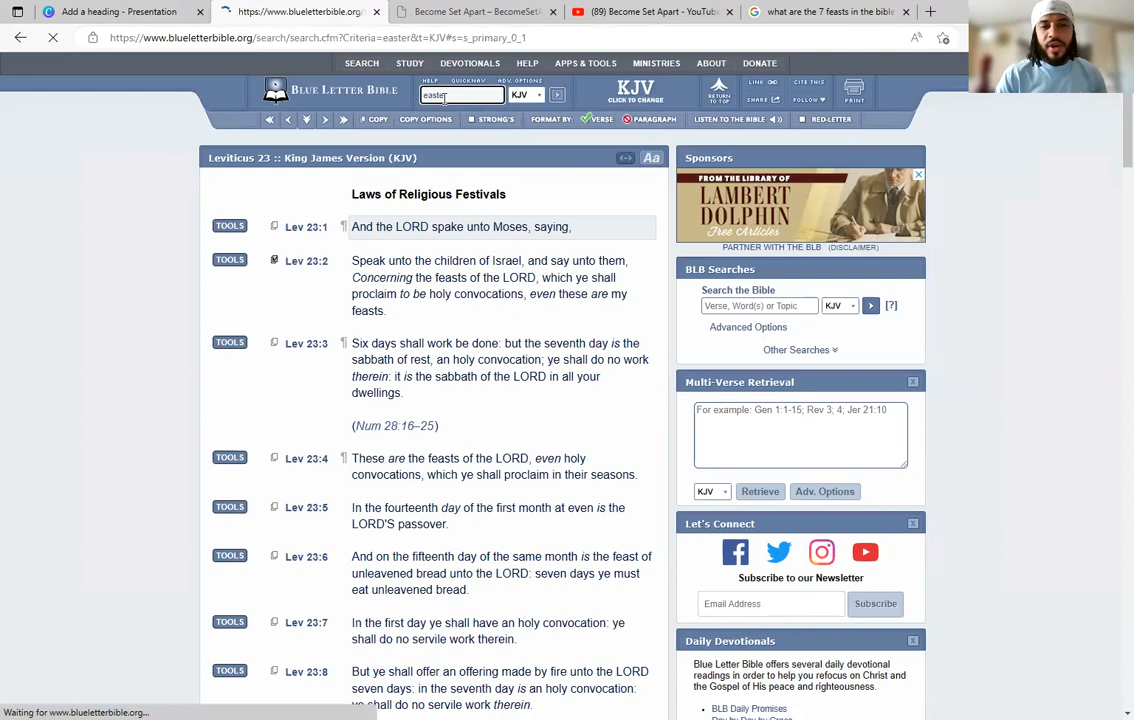 Add a heading - Presentation
https://www.blueletterbible.org/
Become Set Apart – BecomeSetA
(89) Become Set Apart - YouTube
what are the 7 feasts in the bible
https://www.blueletterbible.org/search/search.cfm?Criteria=easter&t=KJV#s=s_primary_0_1
SEARCH STUDY DEVOTIONALS HELP APPS & TOOLS MINISTRIES ABOUT DONATE
BLUE LETTER BIBLE
HELP QUICKNAV ADV. OPTIONS
easter KJV
KJV
CLICK TO CHANGE
RETURN TO TOP
LINK
SHARE
CITE THIS
FOLLOW
PRINT
COPY COPY OPTIONS STRONG'S FORMAT BY: VERSE PARAGRAPH LISTEN TO THE BIBLE RED-LETTER
Leviticus 23 :: King James Version (KJV) Aa
Laws of Religious Festivals
TOOLS Lev 23:1 ¶ And the LORD spake unto Moses, saying,
TOOLS Lev 23:2 Speak unto the children of Israel, and say unto them,
Concerning the feasts of the LORD, which ye shall
proclaim to be holy convocations, even these are my
feasts.
TOOLS Lev 23:3 ¶ Six days shall work be done: but the seventh day is the
sabbath of rest, an holy convocation; ye shall do no work
therein: it is the sabbath of the LORD in all your
dwellings.
(Num 28:16–25)
TOOLS Lev 23:4 ¶ These are the feasts of the LORD, even holy
convocations, which ye shall proclaim in their seasons.
TOOLS Lev 23:5 In the fourteenth day of the first month at even is the
LORD'S passover.
TOOLS Lev 23:6 And on the fifteenth day of the same month is the feast of
unleavened bread unto the LORD: seven days ye must
eat unleavened bread.
TOOLS Lev 23:7 In the first day ye shall have an holy convocation: ye
shall do no servile work therein.
TOOLS Lev 23:8 But ye shall offer an offering made by fire unto the LORD
seven days: in the seventh day is an holy convocation:
ye shall do no servile work therein.
Sponsors
FROM THE LIBRARY OF
LAMBERT
DOLPHIN
Free Articles
PARTNER WITH THE BLB (DISCLAIMER)
BLB Searches
Search the Bible
Verse, Word(s) or Topic KJV [?]
Advanced Options
Other Searches
Multi-Verse Retrieval
For example: Gen 1:1-15; Rev 3; 4; Jer 21:10
KJV Retrieve Adv. Options
Let's Connect
Subscribe to our Newsletter
Email Address Subscribe
Daily Devotionals
Blue Letter Bible offers several daily devotional
readings in order to help you refocus on Christ and
the Gospel of His peace and righteousness.
• BLB Daily Promises
Waiting for www.blueletterbible.org...